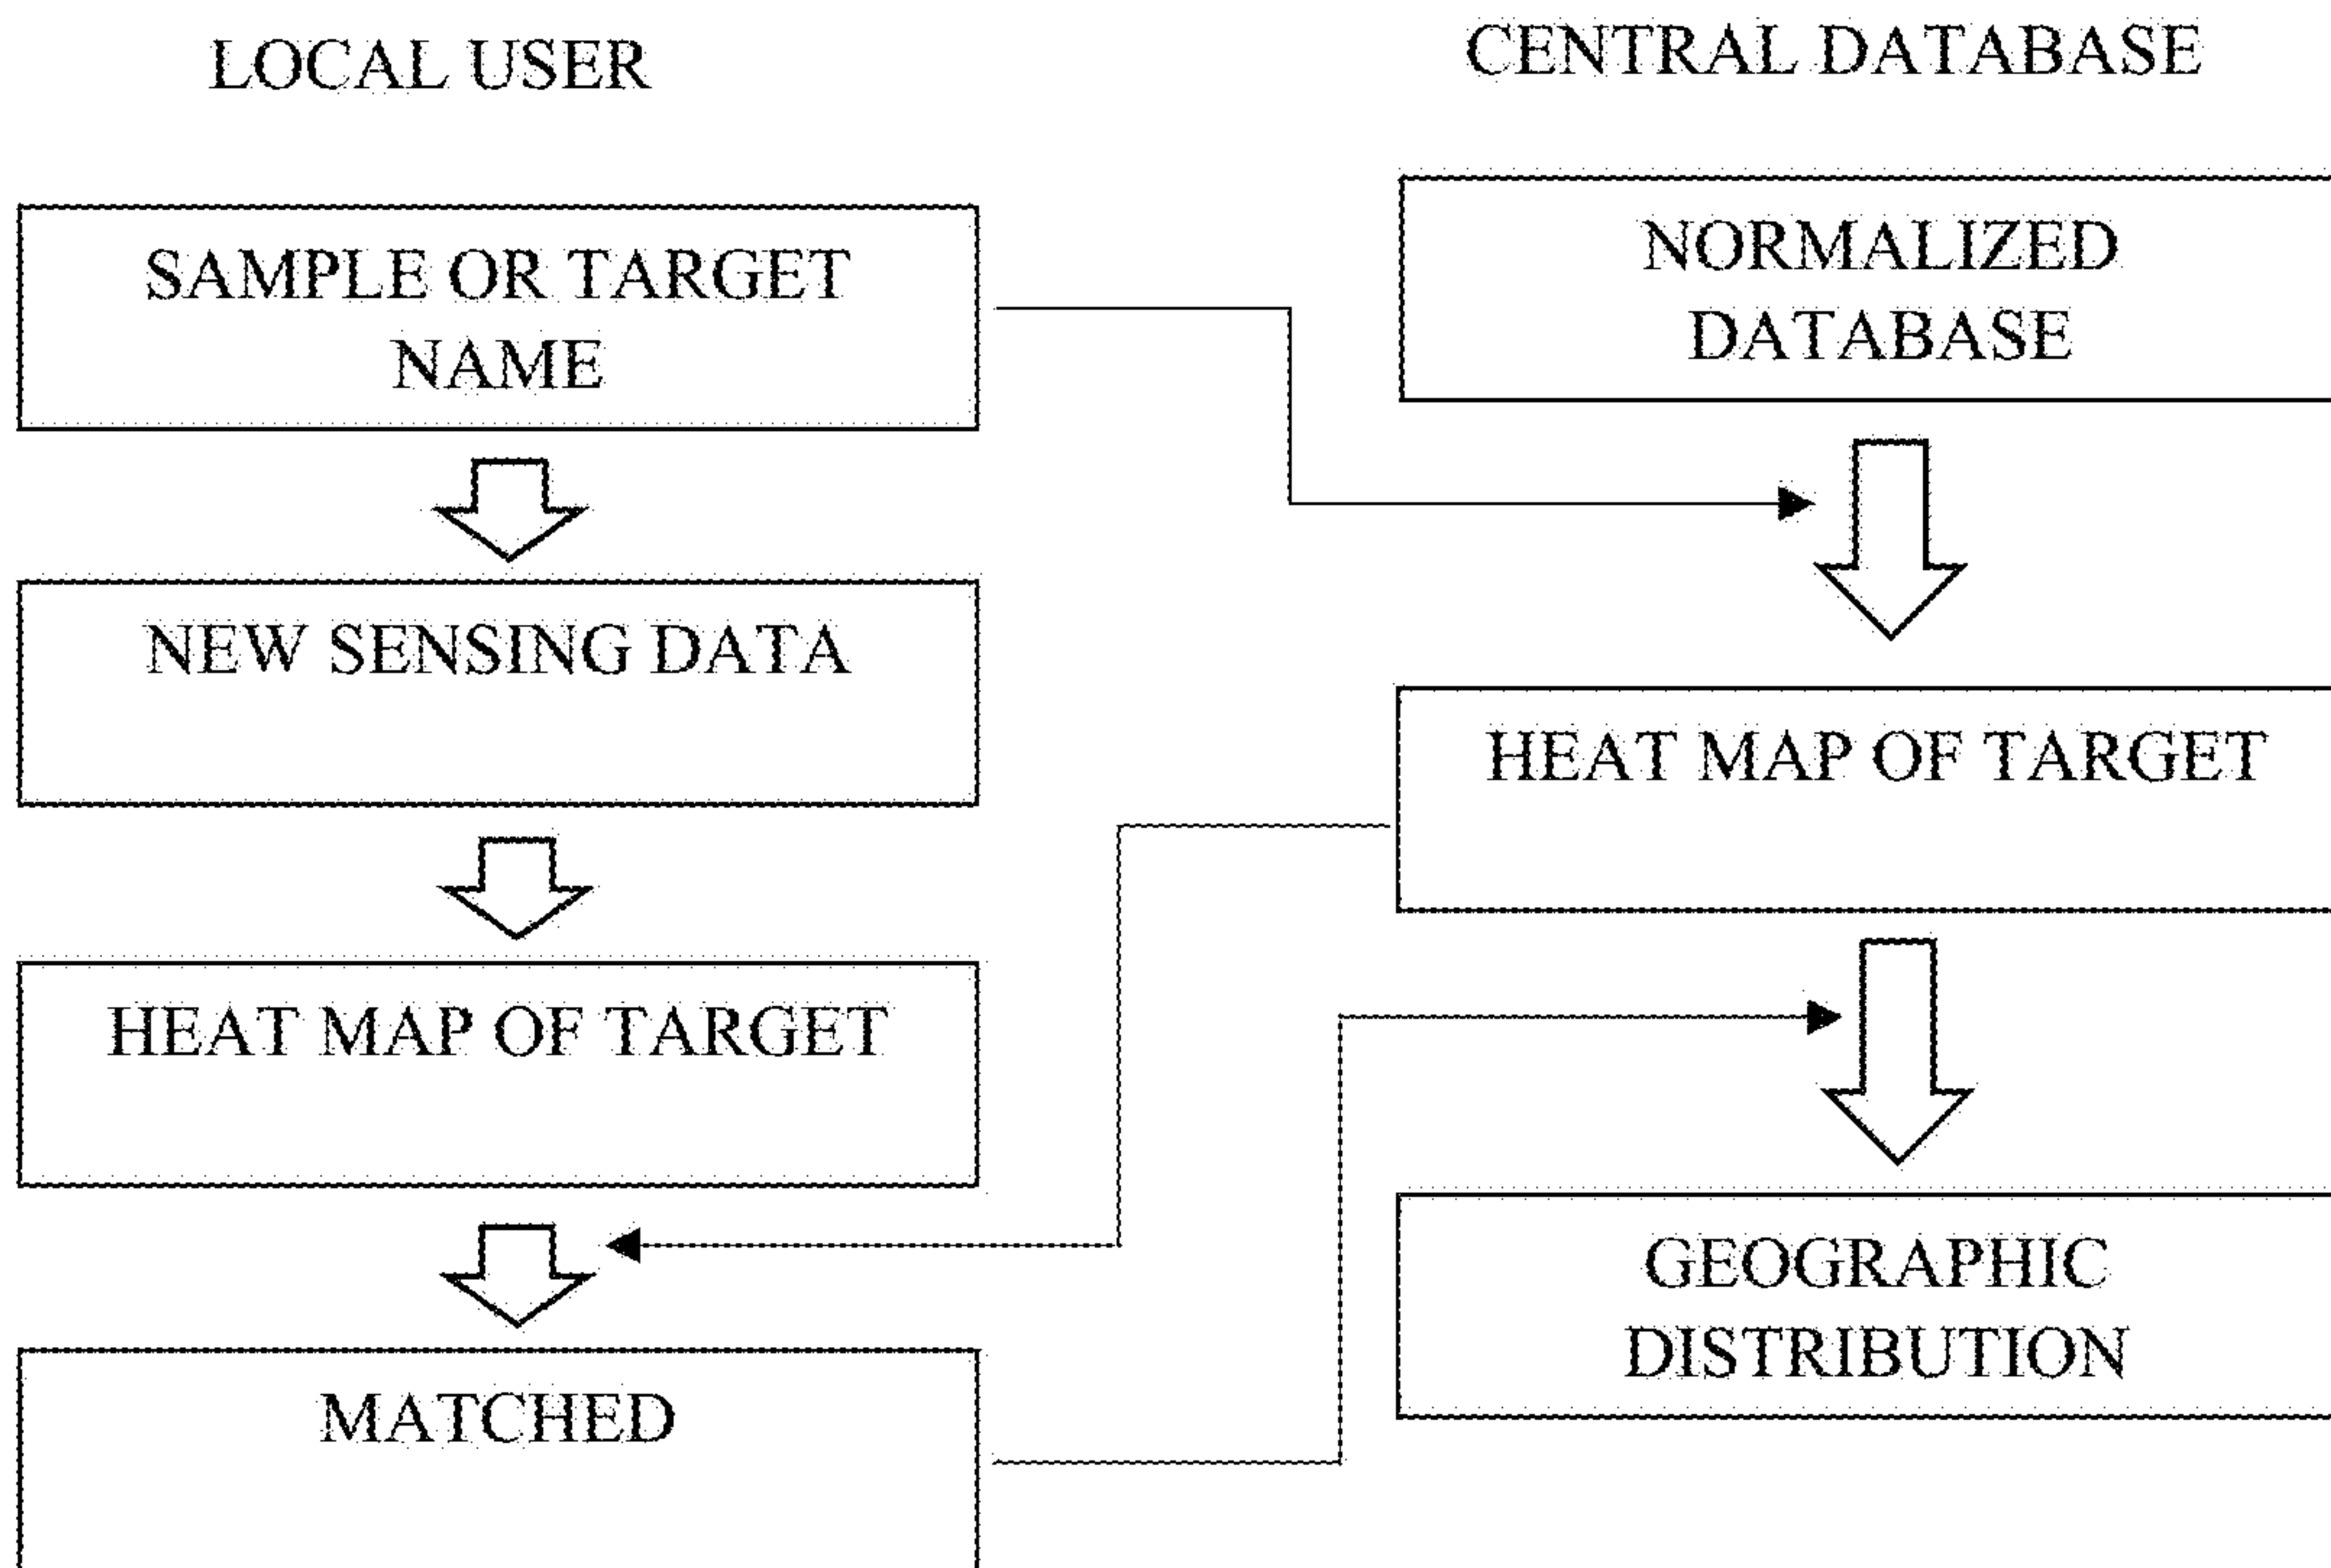 LOCAL USER
SAMPLE OR TARGET
NAME
NEW SENSING DATA
HEAT MAP OF TARGET
MATCHED
CENTRAL DATABASE
NORMALIZED
DATABASE
HEAT MAP OF TARGET
GEOGRAPHIC
DISTRIBUTION